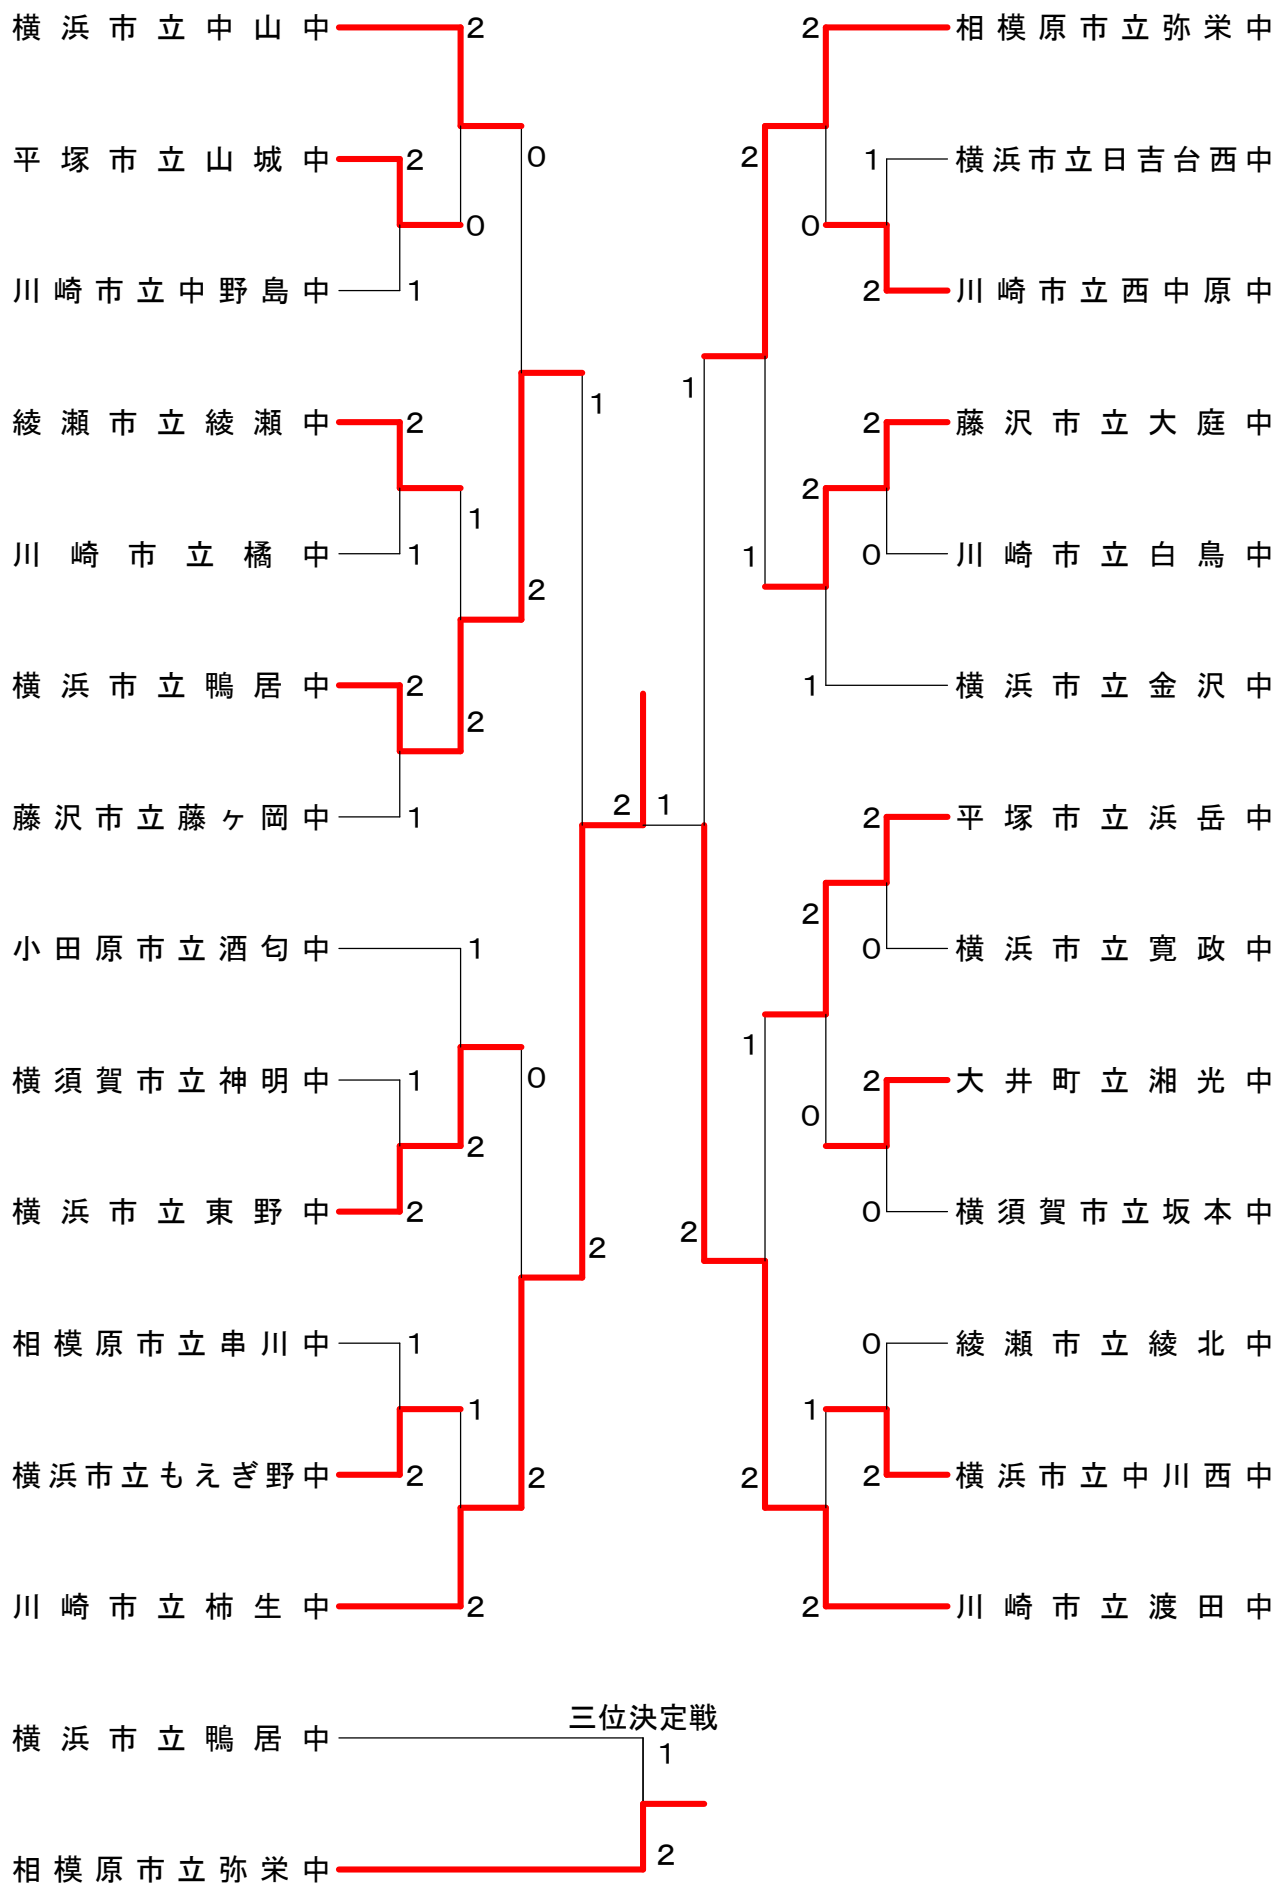 横浜市立中山中 2 2 相模原市立弥栄中
平塚市立山城中 2 0 2 1 横浜市立日吉台西中
0 0
川崎市立中野島中 1 2 川崎市立西中原中
1 1
綾瀬市立綾瀬中 2 2 藤沢市立大庭中
1 2
川崎市立橘中 1 1 0 川崎市立白鳥中
2
横浜市立鴨居中 2 1 横浜市立金沢中
2
藤沢市立藤ヶ岡中 1 2 1 2 平塚市立浜岳中
2
小田原市立酒匂中 1 0 横浜市立寛政中
1
横須賀市立神明中 1 0 2 大井町立湘光中
2 0
横浜市立東野中 2 0 横須賀市立坂本中
2 2
相模原市立串川中 1 0 綾瀬市立綾北中
1 1
横浜市立もえぎ野中 2 2 2 2 横浜市立中川西中
川崎市立柿生中 2 2 川崎市立渡田中
三位決定戦
横浜市立鴨居中 1
相模原市立弥栄中 2